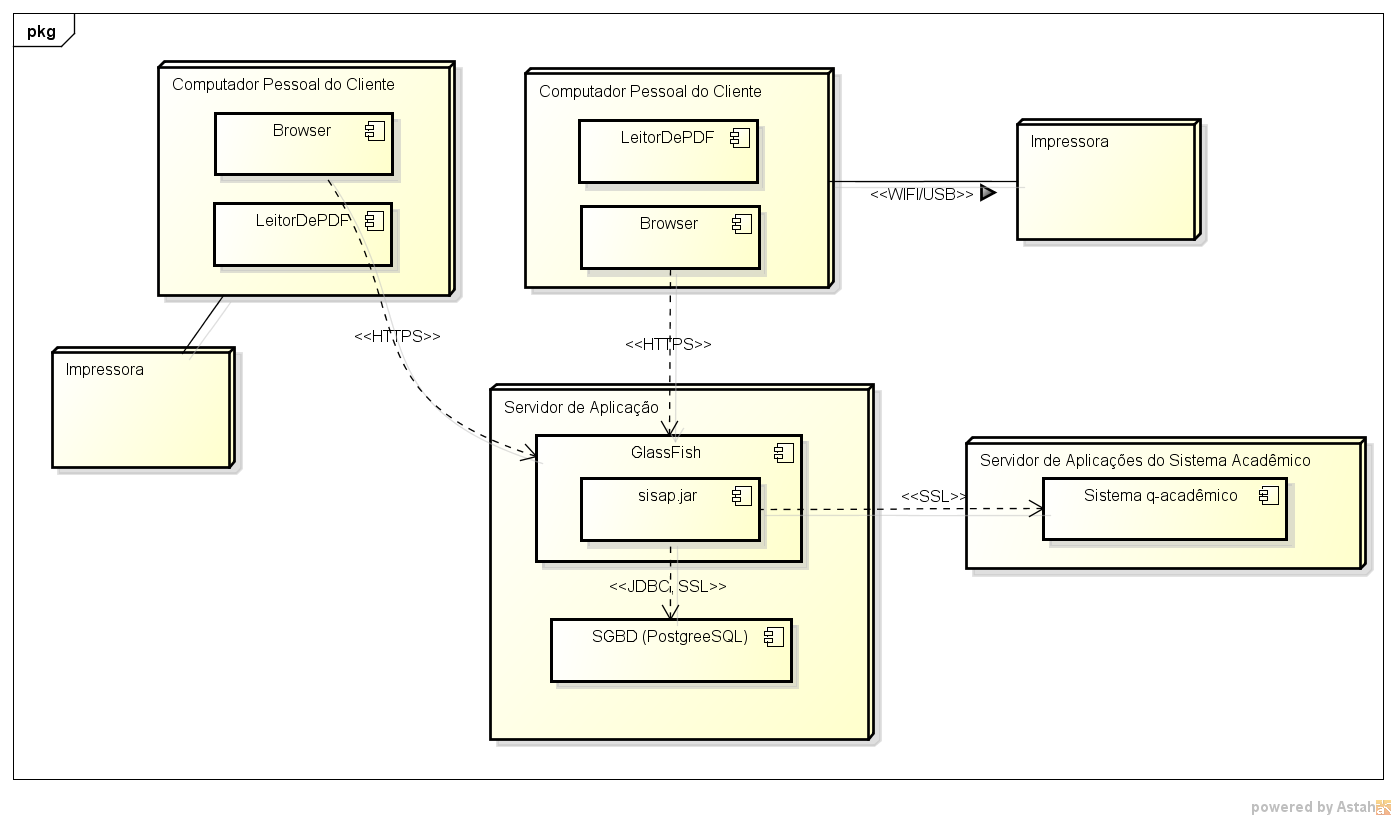 pkg
Computador Pessoal do Cliente
Browser
LeitorDePDF
Computador Pessoal do Cliente
LeitorDePDF
Browser
Impressora
<<WIFI/USB>>
<<HTTPS>>
<<HTTPS>>
Impressora
Servidor de Aplicação
GlassFish
sisap.jar
<<SSL>>
Servidor de Aplicações do Sistema Acadêmico
Sistema q-acadêmico
<<JDBC, SSL>>
SGBD (PostgreeSQL)
powered by Astah